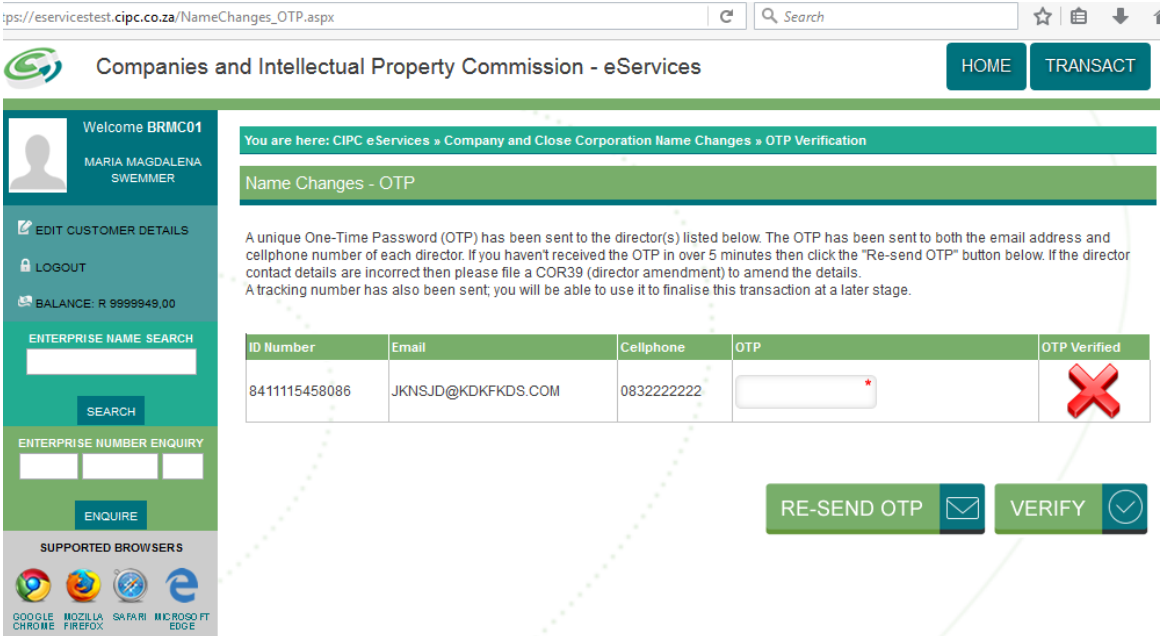 tps://eservicestest.cipc.co.za/NameChanges_OTP.aspx
Search
Companies and Intellectual Property Commission - eServices
HOME
TRANSACT
Welcome BRMC01
MARIA MAGDALENA
SWEMMER
EDIT CUSTOMER DETAILS
LOGOUT
BALANCE: R 9999949,00
ENTERPRISE NAME SEARCH
SEARCH
ENTERPRISE NUMBER ENQUIRY
ENQUIRE
SUPPORTED BROWSERS
GOOGLE CHROME
MOZILLA FIREFOX
SAFARI
MICROSOFT EDGE
You are here: CIPC eServices » Company and Close Corporation Name Changes » OTP Verification
Name Changes - OTP
A unique One-Time Password (OTP) has been sent to the director(s) listed below. The OTP has been sent to both the email address and
cellphone number of each director. If you haven't received the OTP in over 5 minutes then click the "Re-send OTP" button below. If the director
contact details are incorrect then please file a COR39 (director amendment) to amend the details.
A tracking number has also been sent; you will be able to use it to finalise this transaction at a later stage.
ID Number Email Cellphone OTP OTP Verified
8411115458086 JKNSJD@KDKFKDS.COM 0832222222 *
RE-SEND OTP
VERIFY